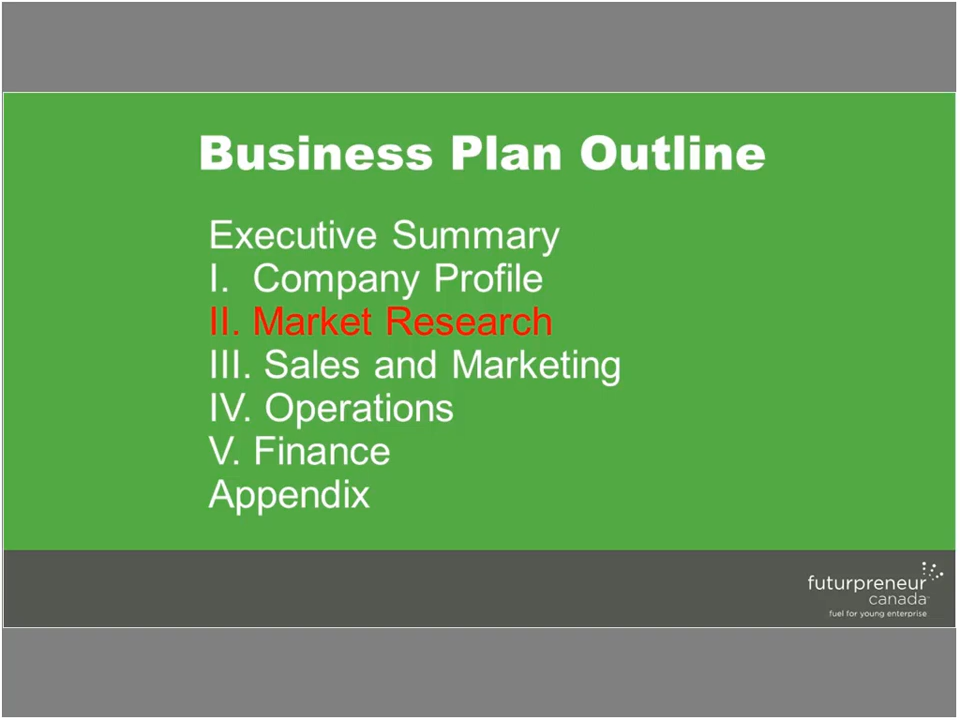 Business Plan Outline
Executive Summary
I. Company Profile
II. Market Research
III. Sales and Marketing
IV. Operations
V. Finance
Appendix
futurpreneur
canada
fuel for young enterprise